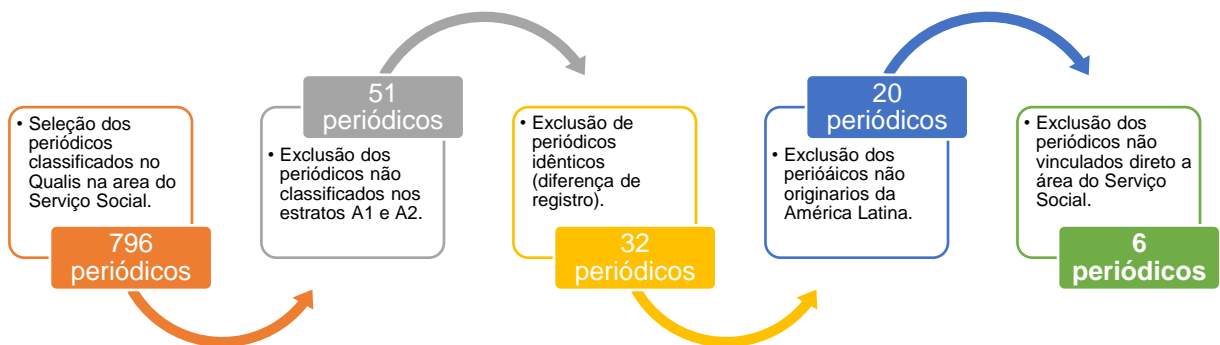 • Seleção dos
periódicos
classificados no
Qualis na area do
Serviço Social.
796
periódicos
51
periódicos
• Exclusão dos
periódicos não
classificados nos
estratos A1 e A2.
• Exclusão de
periódicos
idênticos
(diferença de
registro).
32
periódicos
20
periódicos
• Exclusão dos
perióáicos não
originarios da
América Latina.
• Exclusão dos
periódicos não
vinculados direto a
área do Serviço
Social.
6
periódicos